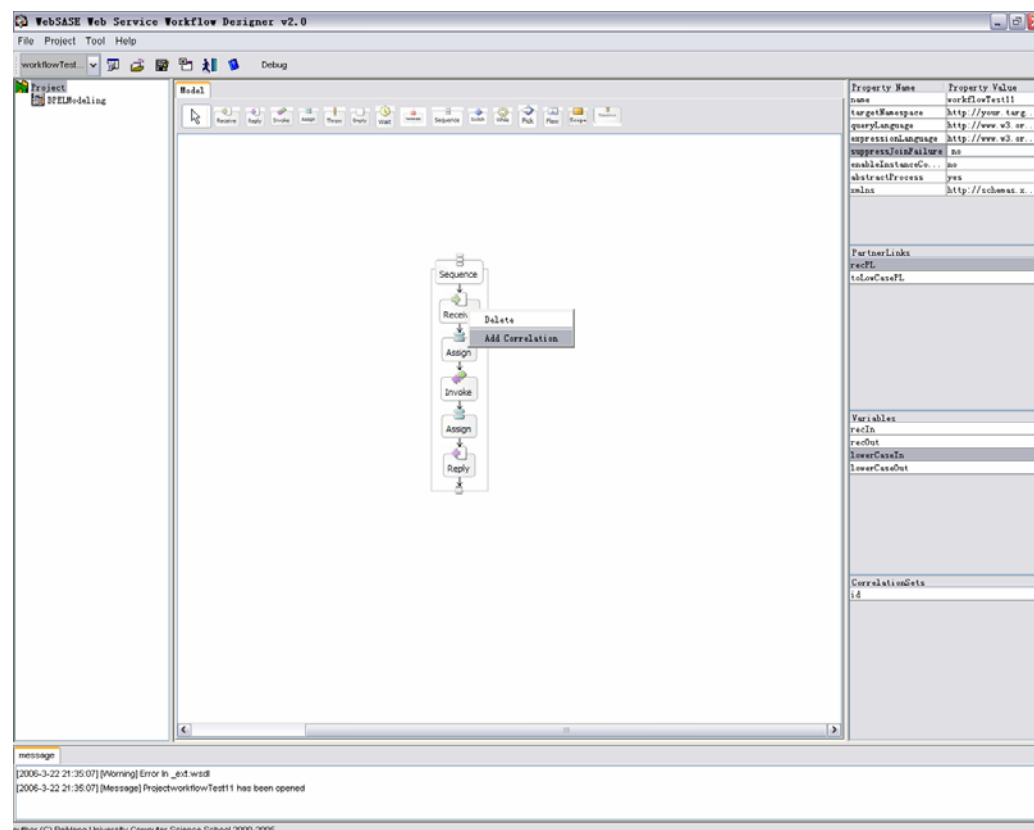 WebSASE Web Service Workflow Designer v2.0
File Project Tool Help
workflowTest... Debug
Project
BPELModeling
Model
Receive Reply Invoke Assign Throw Empty Wait Sequence Switch While Pick Flow Scope
Sequence
Receiv
Delete
Add Correlation
Assign
Invoke
Assign
Reply
Property Name Property Value
name workflowTest11
targetNamespace http://your.targ...
queryLanguage http://www.w3.or...
expressionLanguage http://www.w3.or...
suppressJoinFailure no
enableInstanceCo... no
abstractProcess yes
xmlns http://schemas.x...
PartnerLinks
recPL
toLowCasePL
Variables
recIn
recOut
lowerCaseIn
lowerCaseOut
CorrelationSets
id
message
[2006-3-22 21:35:07] [Worning] Error In _ext.wsdl
[2006-3-22 21:35:07] [Message] ProjectworkflowTest11 has been opened
University Computer Science School